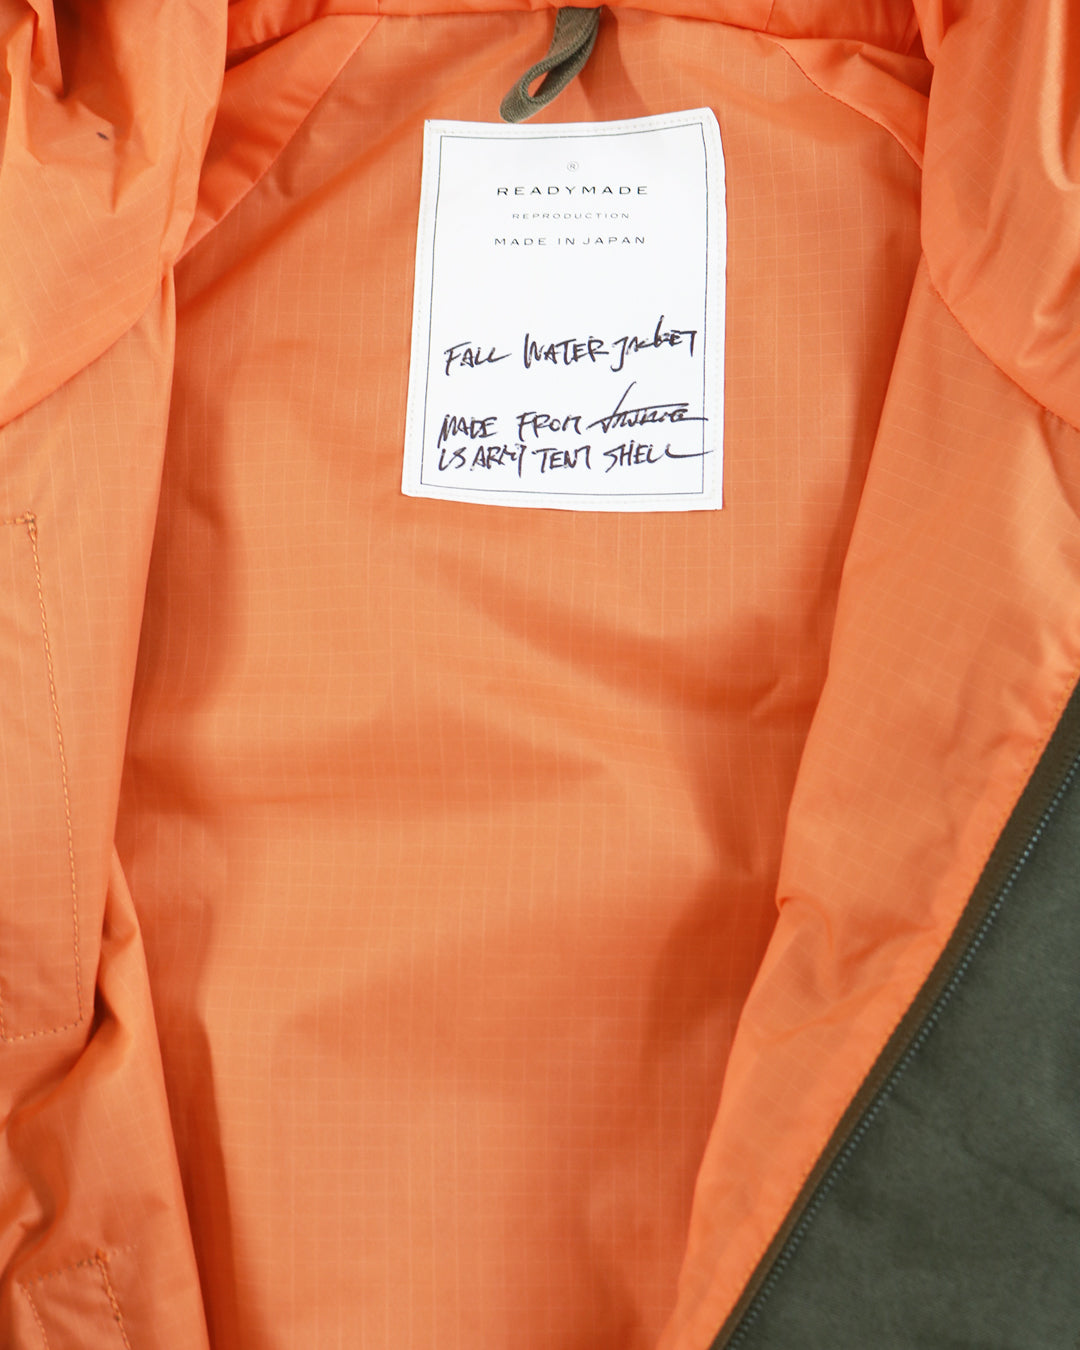 ®
READYMADE
REPRODUCTION
MADE IN JAPAN
FALL WATER JACKET
MADE FROM
US ARMY TENT SHELL